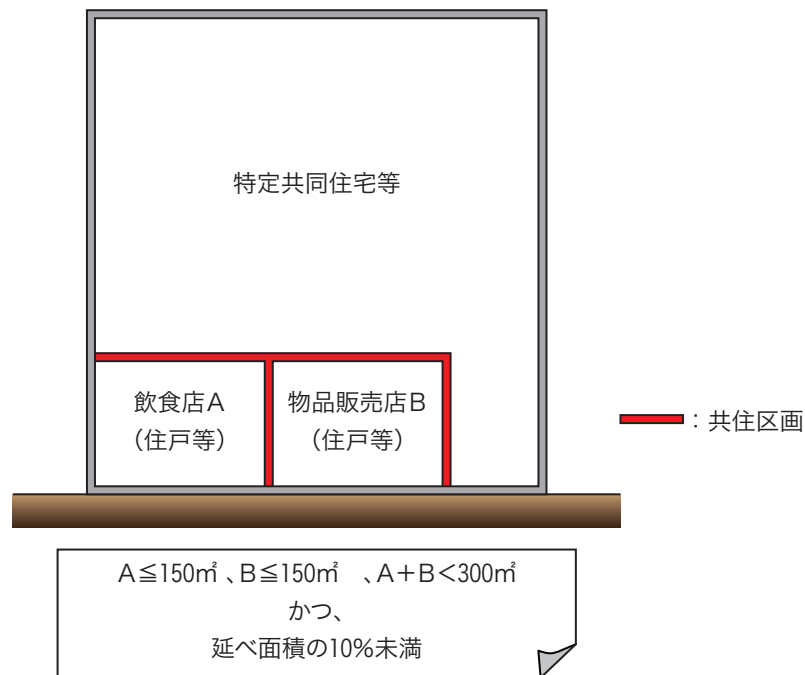 特定共同住宅等
飲食店A
（住戸等）
物品販売店B
（住戸等）
：共住区画
A≦150㎡、B≦150㎡　、A＋B＜300㎡
かつ、
延べ面積の10%未満